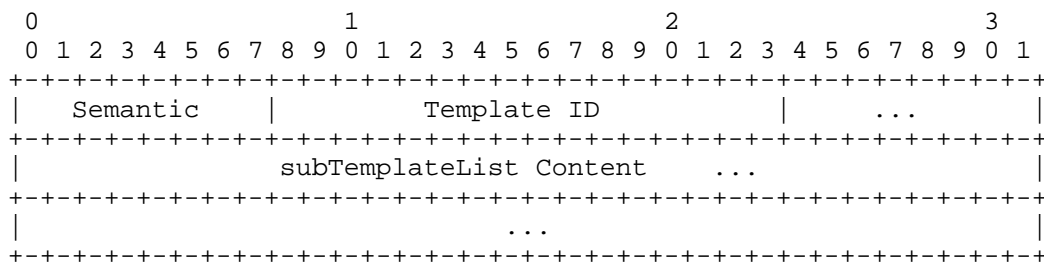 0                   1                   2                   3
 0 1 2 3 4 5 6 7 8 9 0 1 2 3 4 5 6 7 8 9 0 1 2 3 4 5 6 7 8 9 0 1
+-+-+-+-+-+-+-+-+-+-+-+-+-+-+-+-+-+-+-+-+-+-+-+-+-+-+-+-+-+-+-+-+
|   Semantic    |         Template ID           |     ...       |
+-+-+-+-+-+-+-+-+-+-+-+-+-+-+-+-+-+-+-+-+-+-+-+-+-+-+-+-+-+-+-+-+
|                subTemplateList Content    ...                 |
+-+-+-+-+-+-+-+-+-+-+-+-+-+-+-+-+-+-+-+-+-+-+-+-+-+-+-+-+-+-+-+-+
|                              ...                              |
+-+-+-+-+-+-+-+-+-+-+-+-+-+-+-+-+-+-+-+-+-+-+-+-+-+-+-+-+-+-+-+-+